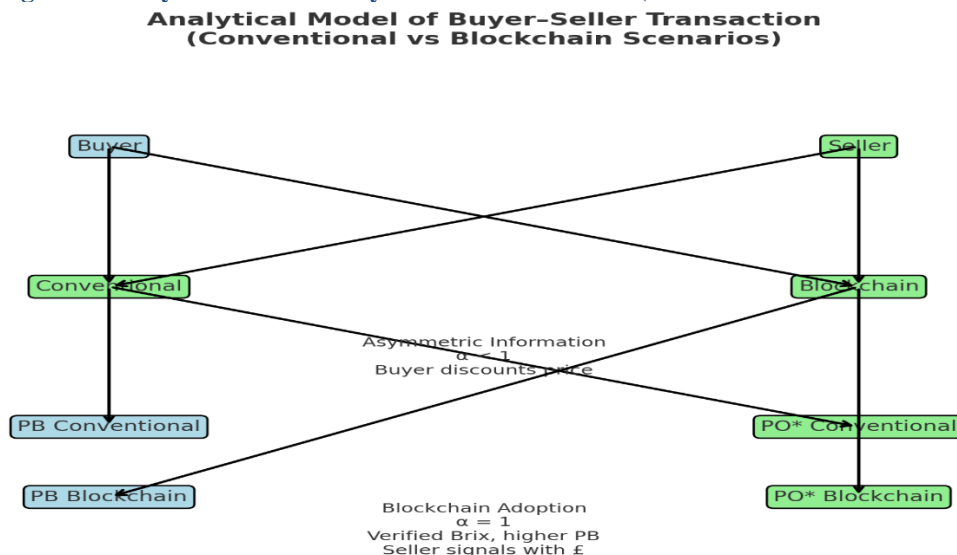 Analytical Model of Buyer–Seller Transaction
(Conventional vs Blockchain Scenarios)
Buyer
Seller
Conventional
Blockchain
Asymmetric Information
α < 1
Buyer discounts price
PB Conventional
PO* Conventional
PB Blockchain
PO* Blockchain
Blockchain Adoption
α = 1
Verified Brix, higher PB
Seller signals with £